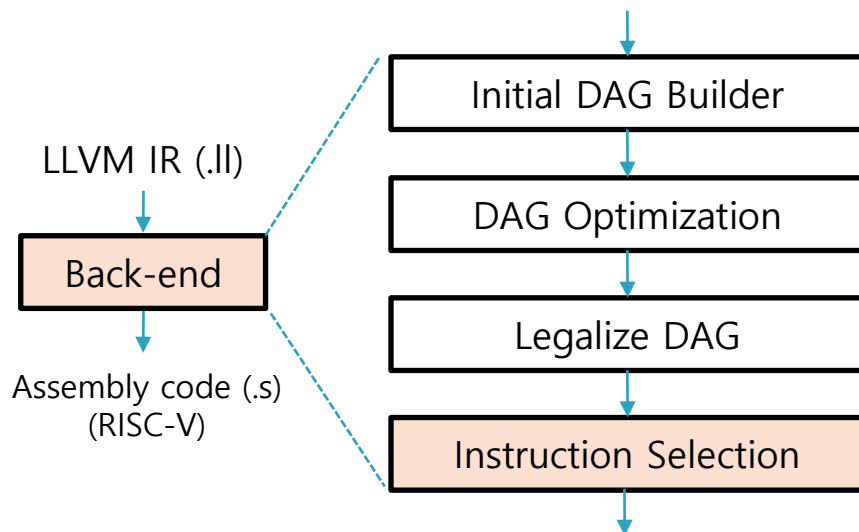 LLVM IR (.ll)
Back-end
Assembly code (.s)
(RISC-V)
Initial DAG Builder
DAG Optimization
Legalize DAG
Instruction Selection